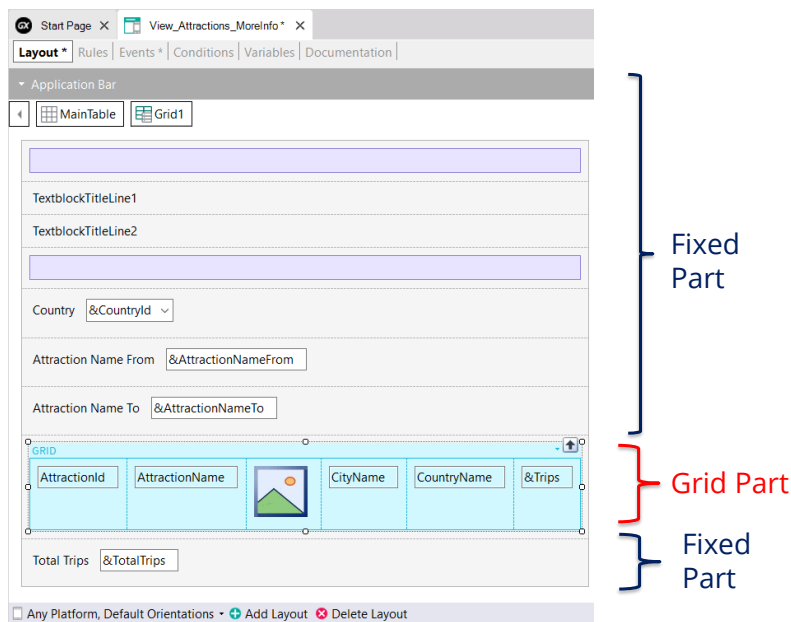 GX Start Page View_Attractions_MoreInfo*
Layout * Rules Events * Conditions Variables Documentation
Application Bar
MainTable Grid1
TextblockTitleLine1
TextblockTitleLine2
Country &CountryId
Attraction Name From &AttractionNameFrom
Attraction Name To &AttractionNameTo
Fixed
Part
GRID
AttractionId AttractionName CityName CountryName &Trips
Grid Part
Total Trips &TotalTrips
Fixed
Part
Any Platform, Default Orientations Add Layout Delete Layout